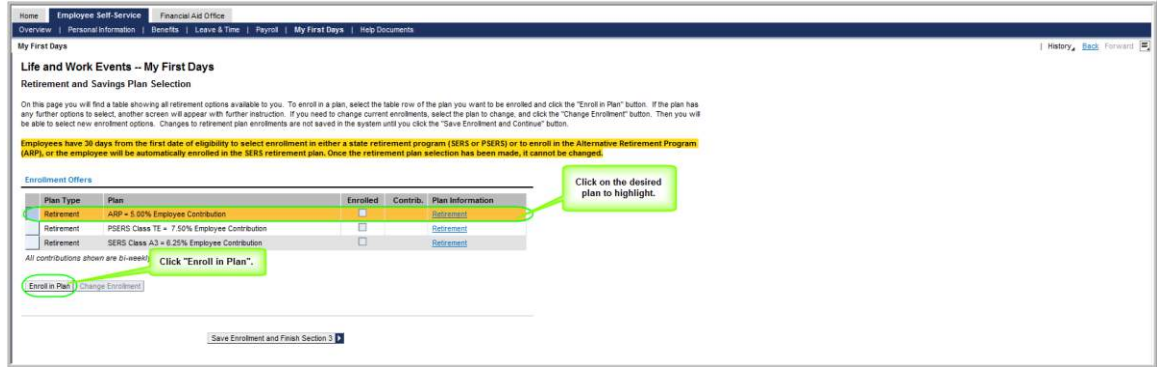 Home Employee Self-Service Financial Aid Office
Overview | Personal Information | Benefits | Leave & Time | Payroll | My First Days | Help Documents
My First Days | History Back Forward
Life and Work Events -- My First Days
Retirement and Savings Plan Selection
On this page you will find a table showing all retirement options available to you. To enroll in a plan, select the table row of the plan you want to be enrolled and click the "Enroll in Plan" button. If the plan has
any further options to select, another screen will appear with further instruction. If you need to change current enrollments, select the plan to change, and click the "Change Enrollment" button. Then you will
be able to select new enrollment options. Changes to retirement plan enrollments are not saved in the system until you click the "Save Enrollment and Continue" button.
Employees have 30 days from the first date of eligibility to select enrollment in either a state retirement program (SERS or PSERS) or to enroll in the Alternative Retirement Program
(ARP), or the employee will be automatically enrolled in the SERS retirement plan. Once the retirement plan selection has been made, it cannot be changed.
Enrollment Offers
Click on the desired
plan to highlight.
Plan Type Plan Enrolled Contrib. Plan Information
Retirement ARP = 5.00% Employee Contribution Retirement
Retirement PSERS Class TE = 7.50% Employee Contribution Retirement
Retirement SERS Class A3 = 6.25% Employee Contribution Retirement
All contributions shown are bi-weekly
Click "Enroll in Plan".
Enroll in Plan Change Enrollment
Save Enrollment and Finish Section 3